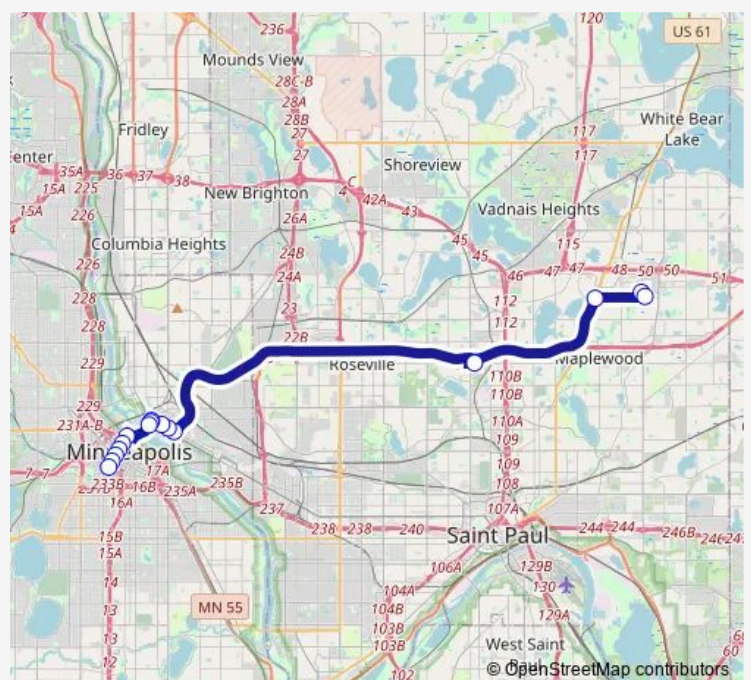 120
236
US 61
Mounds View
28C-B
28A
28B
27
27
Fridley
White Bear
Lake
117
117
enter
35A
36
37
38
C
4
42A
Shoreview
15A
225
15A
226
New Brighton
43
Vadnais Heights
26A
45
45
115
Columbia Heights
24B
24A
226
46
47
47
48
50
50
51
228
23
112
112
228
22B
229
Roseville
Maplewood
110B
110B
229
110A
231A-B
109
Minneapolis
7
7
17A
109
233B
16B
235A
235B
108
16A
237
107A
238
238
240
244
244
246B
15B
Saint Paul
15A
106A
129B
14
104A
130
MN 55
104B
13
103B
129A
13
103B
60
12
102
West Saint
60
© OpenStreetMap contributors